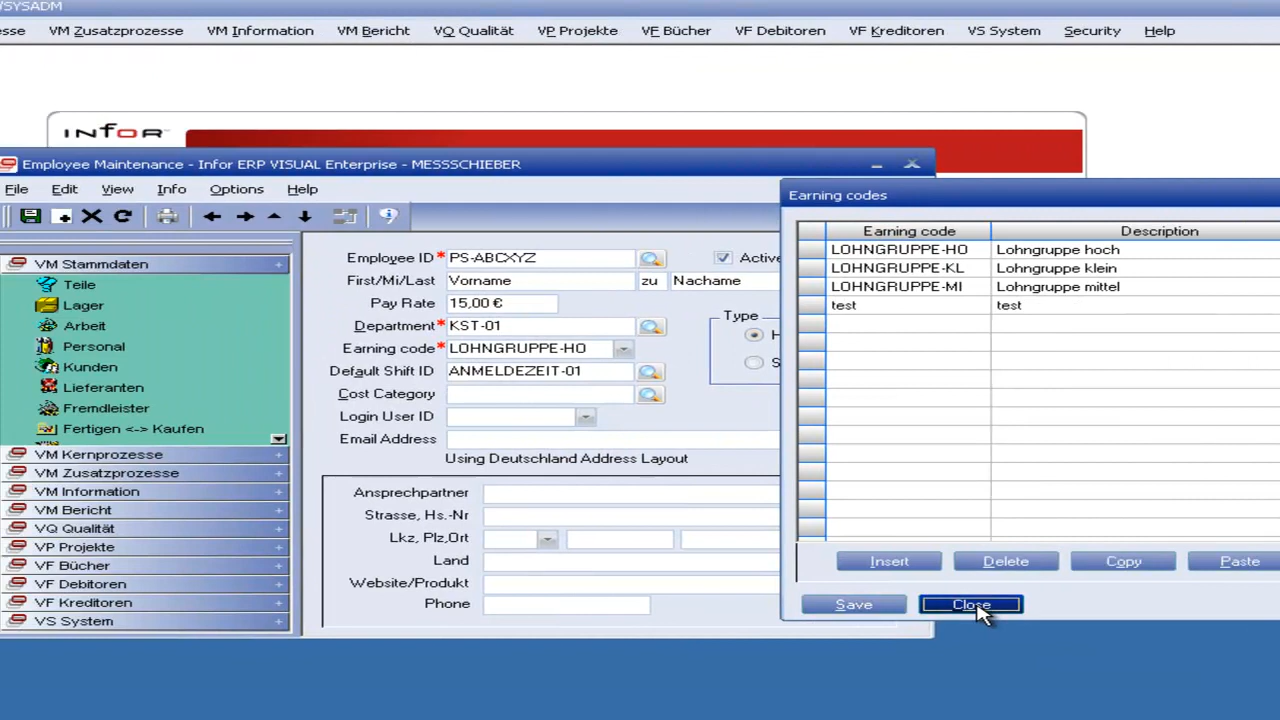 /SYSADM
sse VM Zusatzprozesse VM Information VM Bericht VQ Qualität VP Projekte VF Bücher VF Debitoren VF Kreditoren VS System Security Help
infor
Employee Maintenance - Infor ERP VISUAL Enterprise - MESSSCHIEBER
File Edit View Info Options Help
VM Stammdaten
Teile
Lager
Arbeit
Personal
Kunden
Lieferanten
Fremdleister
Fertigen <-> Kaufen
VM Kernprozesse
VM Zusatzprozesse
VM Information
VM Bericht
VQ Qualität
VP Projekte
VF Bücher
VF Debitoren
VF Kreditoren
VS System
Employee ID* PS-ABCXYZ Active
First/Mi/Last Vorname zu Nachame
Pay Rate 15,00 €
Department* KST-01
Earning code* LOHNGRUPPE-HO
Default Shift ID ANMELDEZEIT-01
Cost Category
Login User ID
Email Address
Using Deutschland Address Layout
Type
H
S
Ansprechpartner
Strasse, Hs.-Nr
Lkz, Plz,Ort
Land
Website/Produkt
Phone
Earning codes
Earning code Description
LOHNGRUPPE-HO Lohngruppe hoch
LOHNGRUPPE-KL Lohngruppe klein
LOHNGRUPPE-MI Lohngruppe mittel
test test
Insert Delete Copy Paste
Save Close